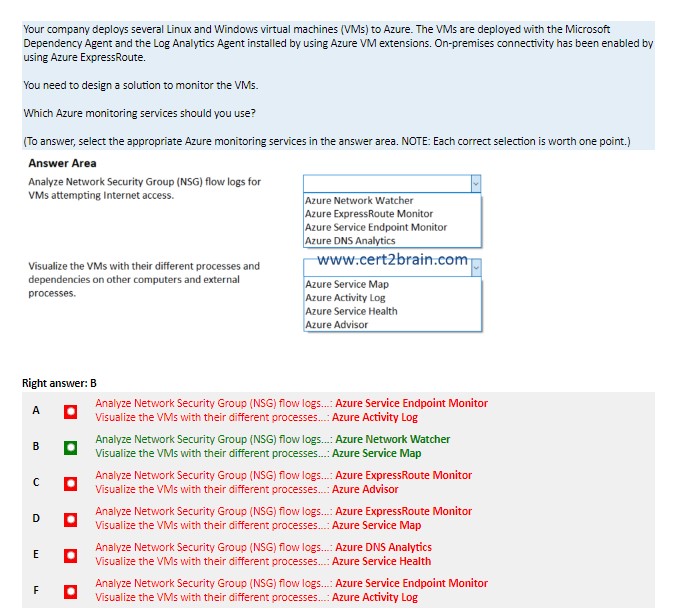 Your company deploys several Linux and Windows virtual machines (VMs) to Azure. The VMs are deployed with the Microsoft
Dependency Agent and the Log Analytics Agent installed by using Azure VM extensions. On-premises connectivity has been enabled by
using Azure ExpressRoute.
You need to design a solution to monitor the VMs.
Which Azure monitoring services should you use?
(To answer, select the appropriate Azure monitoring services in the answer area. NOTE: Each correct selection is worth one point.)
Answer Area
Analyze Network Security Group (NSG) flow logs for
VMs attempting Internet access.
Azure Network Watcher
Azure ExpressRoute Monitor
Azure Service Endpoint Monitor
Azure DNS Analytics
www.cert2brain.com
Visualize the VMs with their different processes and
dependencies on other computers and external
processes.
Azure Service Map
Azure Activity Log
Azure Service Health
Azure Advisor
Right answer: B
A
Analyze Network Security Group (NSG) flow logs...: Azure Service Endpoint Monitor
Visualize the VMs with their different processes...: Azure Activity Log
B
Analyze Network Security Group (NSG) flow logs...: Azure Network Watcher
Visualize the VMs with their different processes...: Azure Service Map
C
Analyze Network Security Group (NSG) flow logs...: Azure ExpressRoute Monitor
Visualize the VMs with their different processes...: Azure Advisor
D
Analyze Network Security Group (NSG) flow logs...: Azure ExpressRoute Monitor
Visualize the VMs with their different processes...: Azure Service Map
E
Analyze Network Security Group (NSG) flow logs...: Azure DNS Analytics
Visualize the VMs with their different processes...: Azure Service Health
F
Analyze Network Security Group (NSG) flow logs...: Azure Service Endpoint Monitor
Visualize the VMs with their different processes...: Azure Activity Log